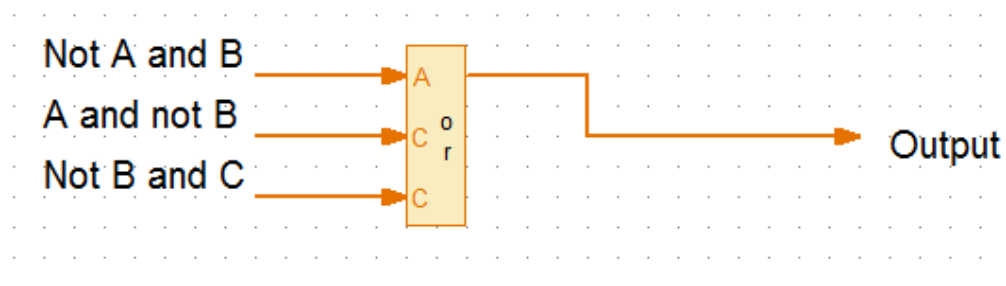 Not A and B
A
A and not B
C
o
r
Output
Not B and C
C